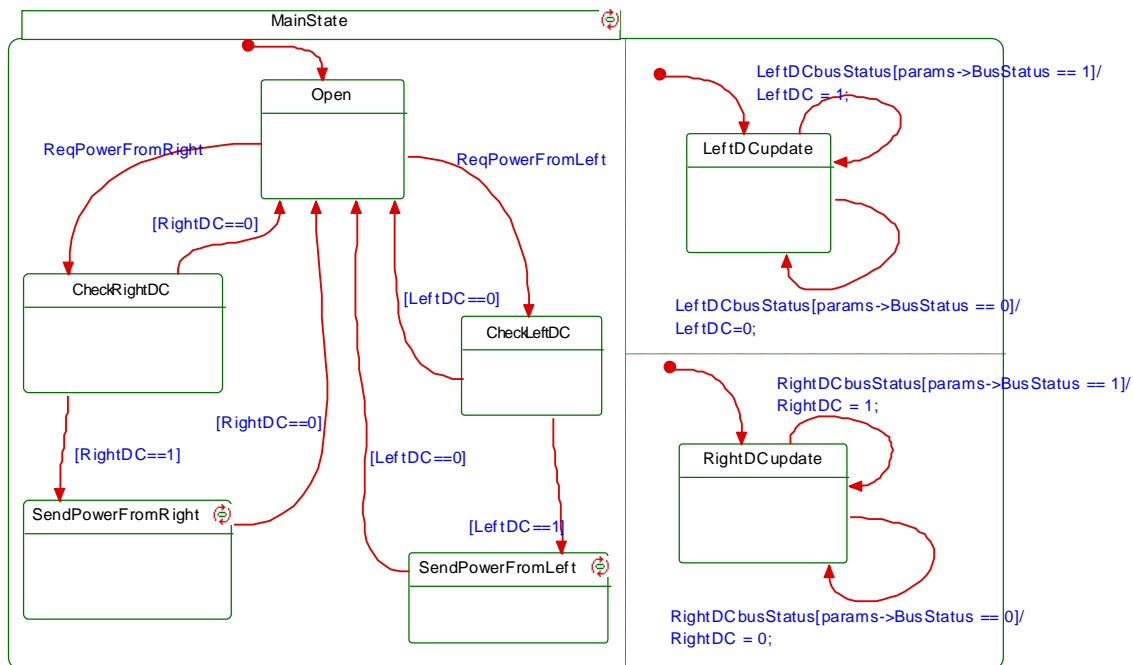 MainState
Open
ReqPowerFromRight
ReqPowerFromLeft
[RightDC==0]
CheckRightDC
[LeftDC==0]
CheckLeftDC
[RightDC==0]
[RightDC==1]
[LeftDC==0]
SendPowerFromRight
[LeftDC==1]
SendPowerFromLeft
LeftDCbusStatus[params->BusStatus == 1]/
LeftDC = 1;
LeftDCupdate
LeftDCbusStatus[params->BusStatus == 0]/
LeftDC=0;
RightDCbusStatus[params->BusStatus == 1]/
RightDC = 1;
RightDCupdate
RightDCbusStatus[params->BusStatus == 0]/
RightDC = 0;